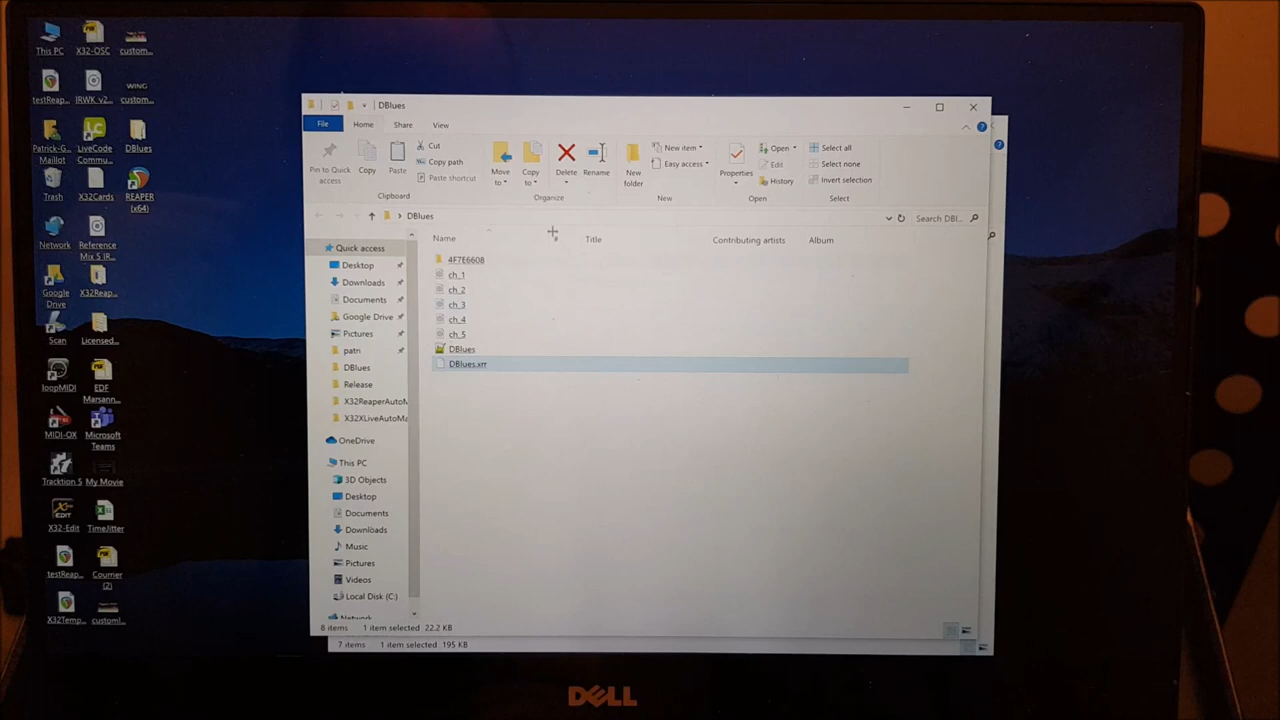 This PC
X32-OSC
custom...
testReap...
IRWK_v2...
WING
custom...
Patrick-G...
Maillot
LiveCode
Commu...
DBlues
Trash
X32Cards
REAPER
(x64)
Network
Reference
Mix 5 IR...
Google
Drive
X32Reap...
Scan
Licensed...
loopMIDI
EDF
Marsann...
MIDI-OX
Microsoft
Teams
Tracktion 5
My Movie
X32-Edit
TimeJitter
testReap...
Courrier
(2)
X32Temp...
customI...
DBlues
File
Home
Share
View
Pin to Quick
access
Copy
Paste
Cut
Copy path
Paste shortcut
Clipboard
Move
to
Copy
to
Delete
Rename
Organize
New
folder
New item
Easy access
New
Properties
Open
Edit
History
Open
Select all
Select none
Invert selection
Select
DBlues
Search DBl...
Quick access
Desktop
Downloads
Documents
Google Drive
Pictures
patri
DBlues
Release
X32ReaperAutoM
X32XLiveAutoMa
OneDrive
This PC
3D Objects
Desktop
Documents
Downloads
Music
Pictures
Videos
Local Disk (C:)
Network
Name
Title
Contributing artists
Album
4F7E6608
ch_1
ch_2
ch_3
ch_4
ch_5
DBlues
DBlues.xrr
8 items
1 item selected 22.2 KB
7 items
1 item selected 195 KB
DELL